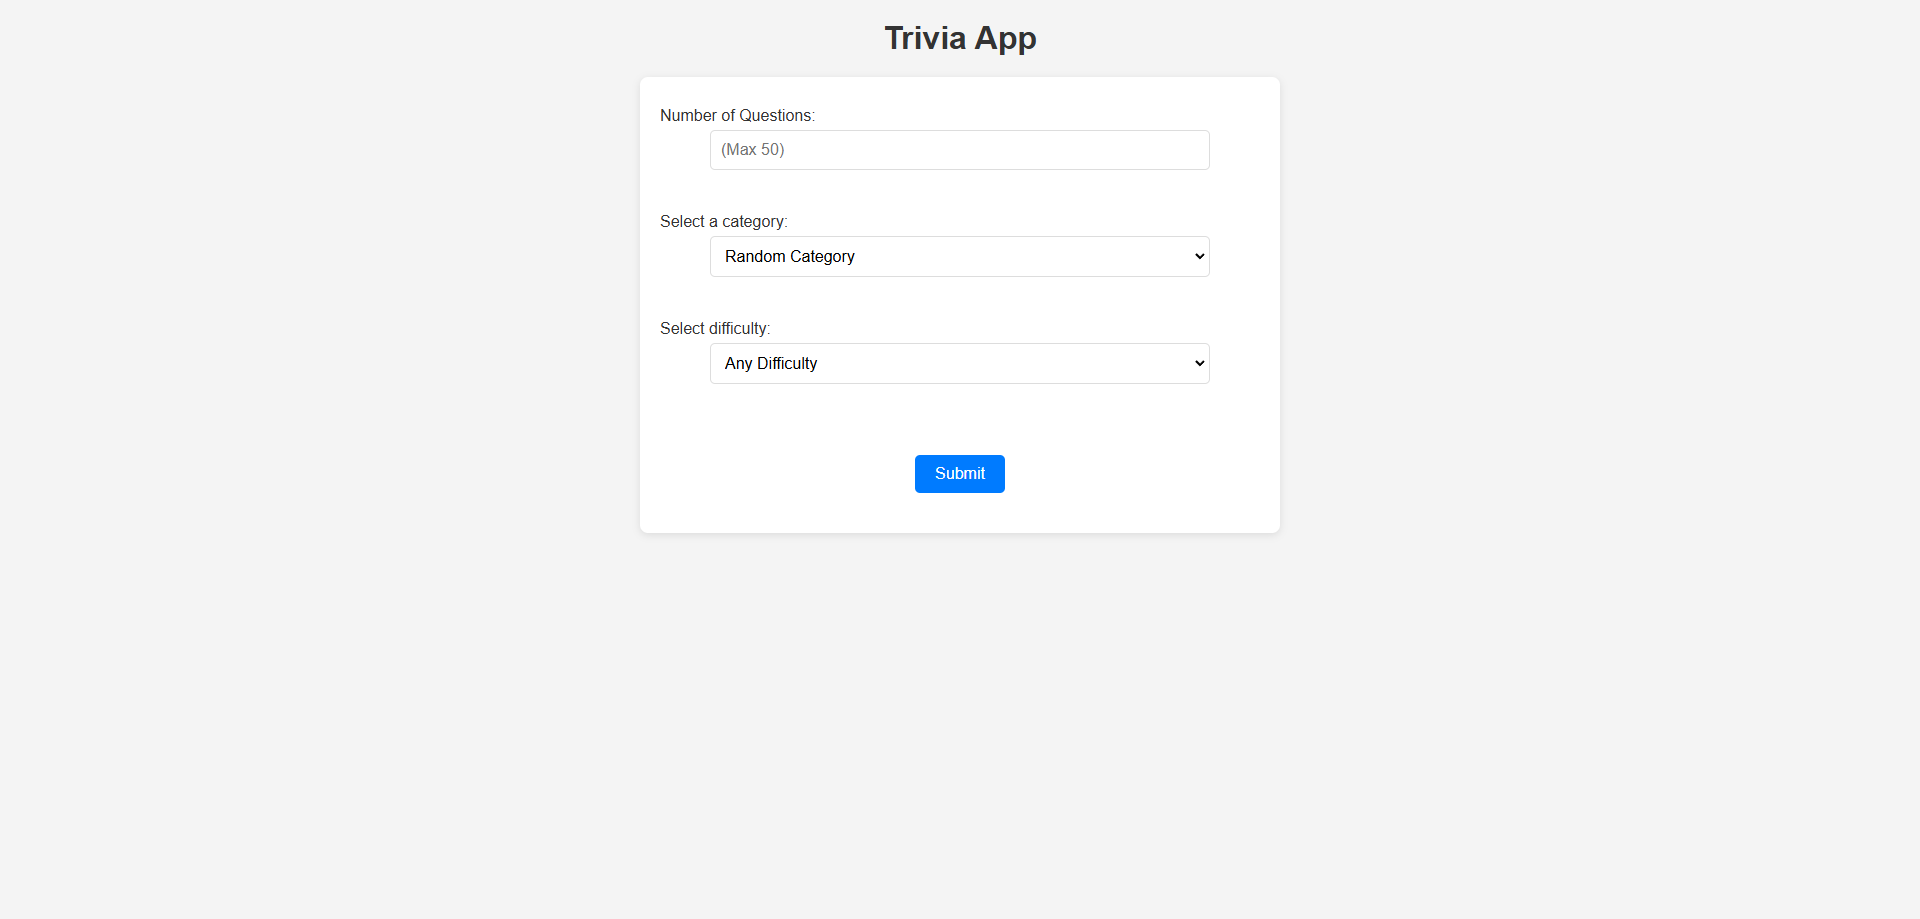 Trivia App
Number of Questions:
(Max 50)
Select a category:
Random Category
Select difficulty:
Any Difficulty
Submit